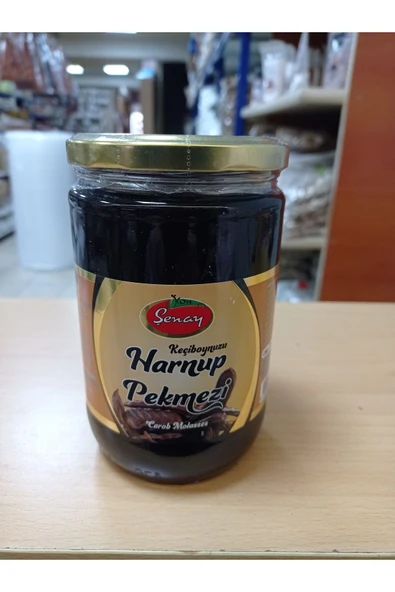 Şenay
Keçiboynuzu
Harnup
Pekmezi
Carob Molasses